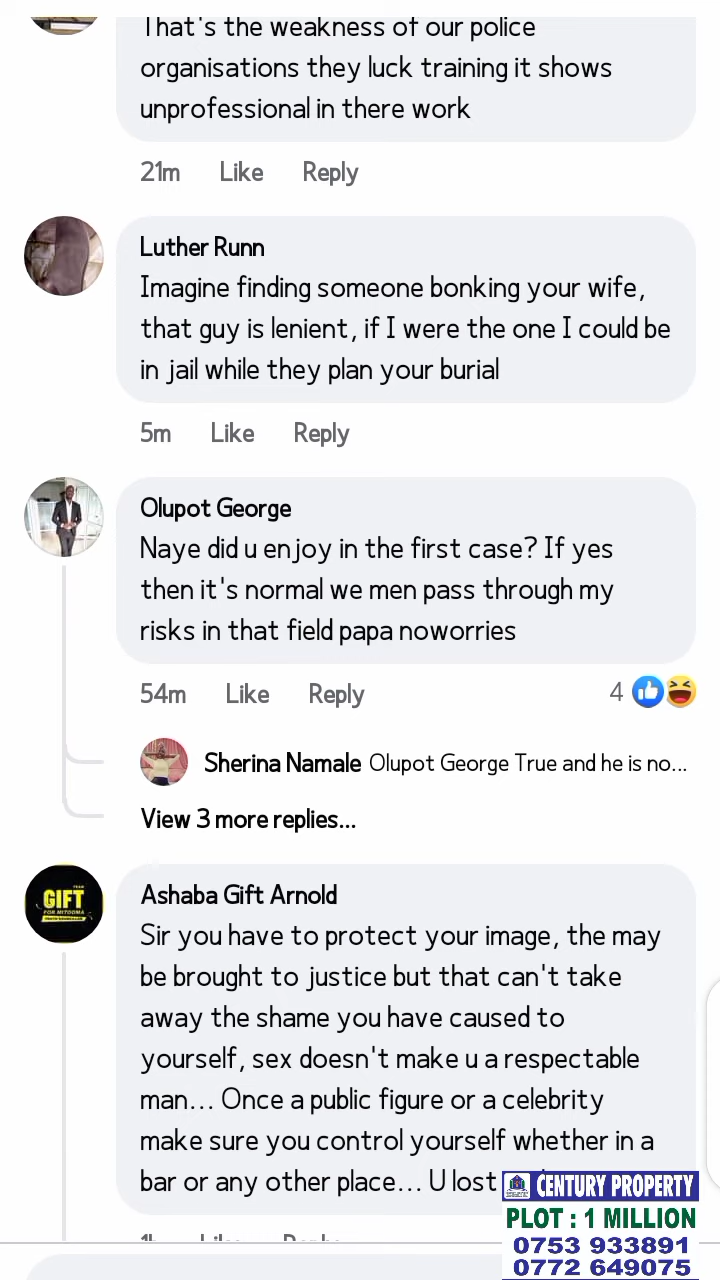 That's the weakness of our police
organisations they luck training it shows
unprofessional in there work
21m Like Reply
Luther Runn
Imagine finding someone bonking your wife,
that guy is lenient, if I were the one I could be
in jail while they plan your burial
5m Like Reply
Olupot George
Naye did u enjoy in the first case? If yes
then it's normal we men pass through my
risks in that field papa noworries
54m Like Reply 4
Sherina Namale Olupot George True and he is no...
View 3 more replies...
GIFT
FOR MITOOMA
Ashaba Gift Arnold
Sir you have to protect your image, the may
be brought to justice but that can't take
away the shame you have caused to
yourself, sex doesn't make u a respectable
man... Once a public figure or a celebrity
make sure you control yourself whether in a
bar or any other place... U lost
1h Like Reply
CENTURY PROPERTY
PLOT : 1 MILLION
0753 933891
0772 649075